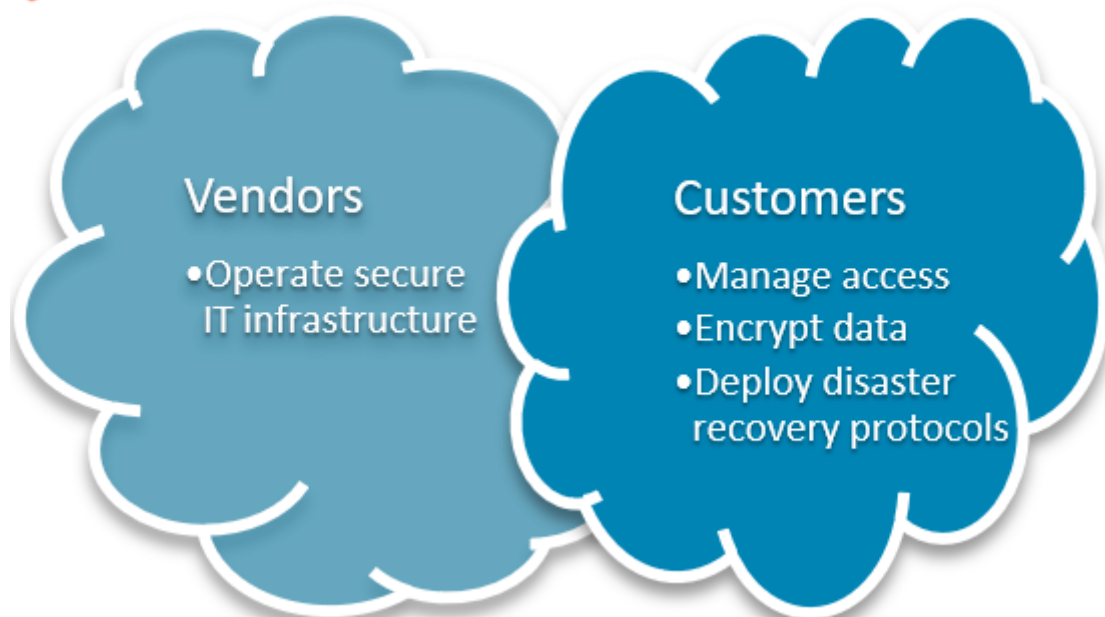 Vendors
•Operate secure
IT infrastructure
Customers
•Manage access
•Encrypt data
•Deploy disaster
recovery protocols